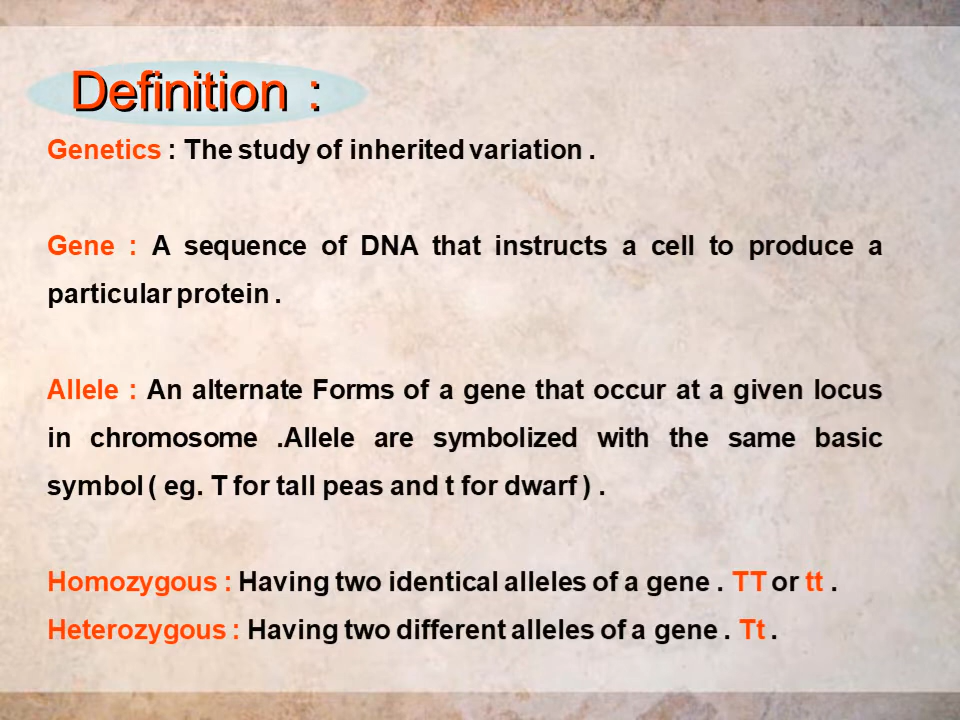 Definition :
Genetics : The study of inherited variation .
Gene : A sequence of DNA that instructs a cell to produce a
particular protein .
Allele : An alternate Forms of a gene that occur at a given locus
in chromosome .Allele are symbolized with the same basic
symbol ( eg. T for tall peas and t for dwarf ) .
Homozygous : Having two identical alleles of a gene . TT or tt .
Heterozygous : Having two different alleles of a gene . Tt .